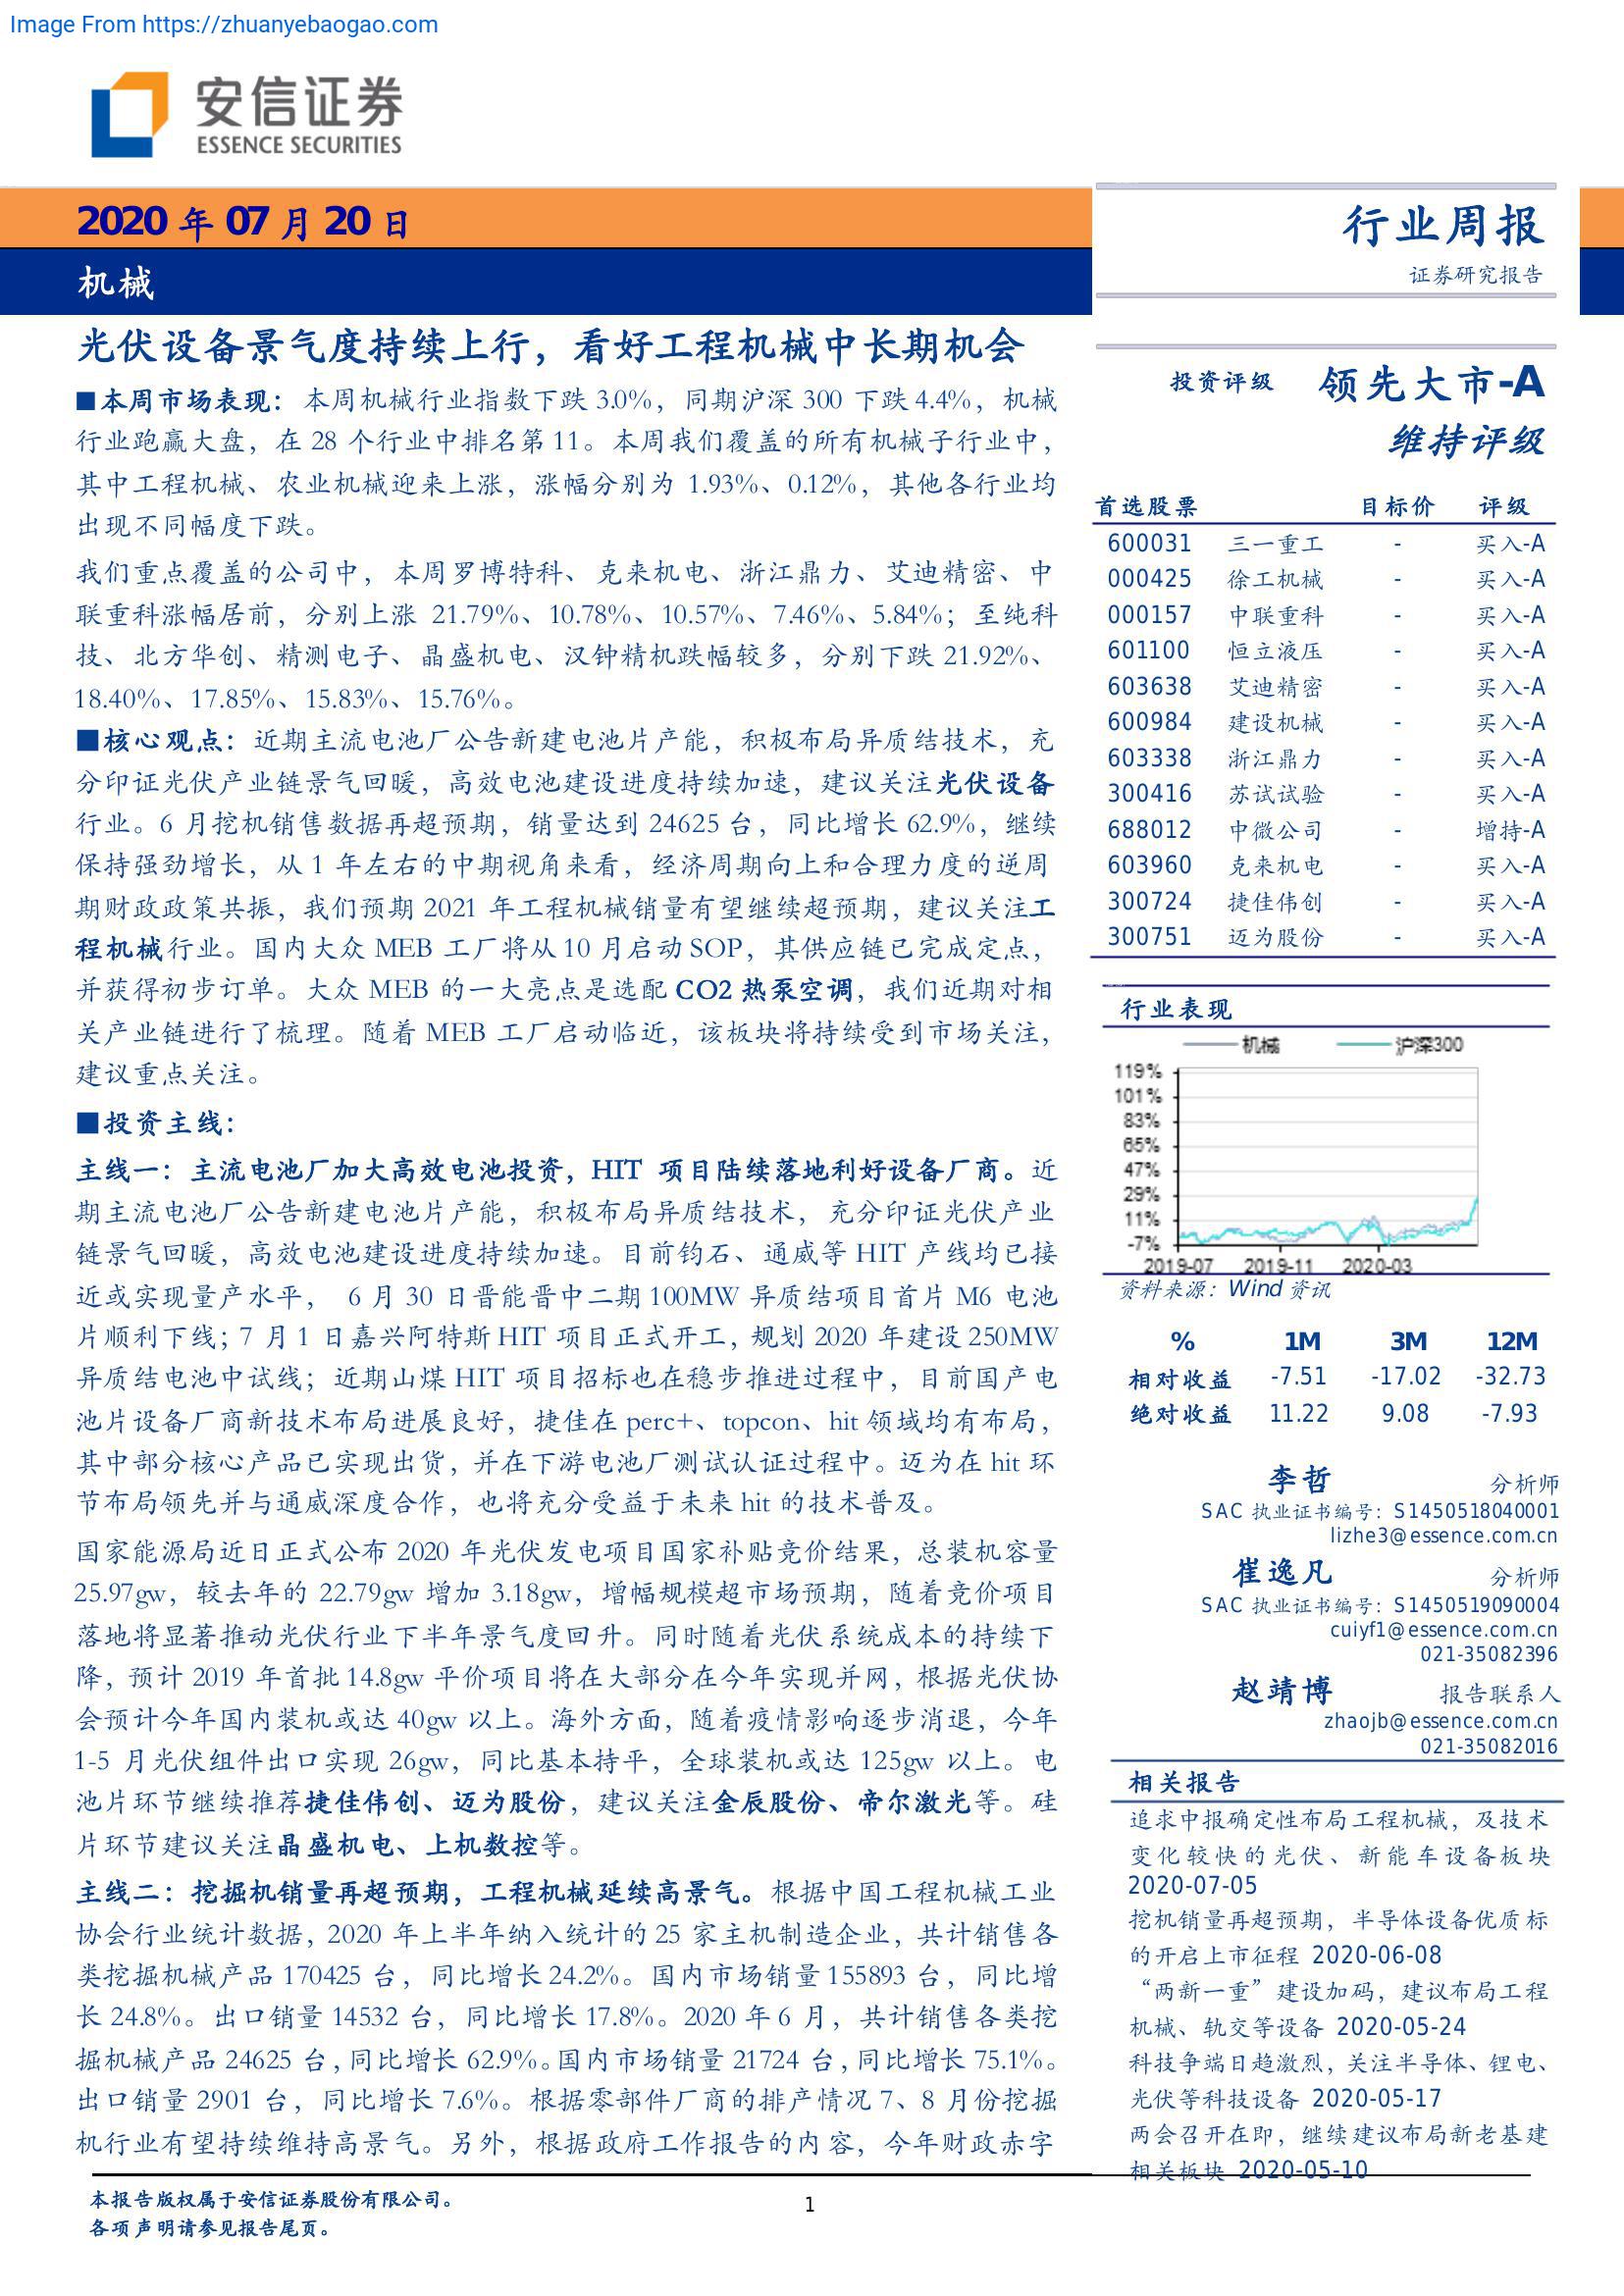 Image From https://zhuanyebaogao.com
安信证券
ESSENCE SECURITIES
2020 年 07 月 20 日
机械
行业周报
证券研究报告
光伏设备景气度持续上行，看好工程机械中长期机会
■本周市场表现：本周机械行业指数下跌 3.0%，同期沪深 300 下跌 4.4%，机械
行业跑赢大盘，在 28 个行业中排名第 11。本周我们覆盖的所有机械子行业中，
其中工程机械、农业机械迎来上涨，涨幅分别为 1.93%、0.12%，其他各行业均
出现不同幅度下跌。
我们重点覆盖的公司中，本周罗博特科、克来机电、浙江鼎力、艾迪精密、中
联重科涨幅居前，分别上涨 21.79%、10.78%、10.57%、7.46%、5.84%；至纯科
技、北方华创、精测电子、晶盛机电、汉钟精机跌幅较多，分别下跌 21.92%、
18.40%、17.85%、15.83%、15.76%。
■核心观点：近期主流电池厂公告新建电池片产能，积极布局异质结技术，充
分印证光伏产业链景气回暖，高效电池建设进度持续加速，建议关注光伏设备
行业。6 月挖机销售数据再超预期，销量达到 24625 台，同比增长 62.9%，继续
保持强劲增长，从 1 年左右的中期视角来看，经济周期向上和合理力度的逆周
期财政政策共振，我们预期 2021 年工程机械销量有望继续超预期，建议关注工
程机械行业。国内大众 MEB 工厂将从 10 月启动 SOP，其供应链已完成定点，
并获得初步订单。大众 MEB 的一大亮点是选配 CO2 热泵空调，我们近期对相
关产业链进行了梳理。随着 MEB 工厂启动临近，该板块将持续受到市场关注，
建议重点关注。
■投资主线：
主线一：主流电池厂加大高效电池投资，HIT 项目陆续落地利好设备厂商。近
期主流电池厂公告新建电池片产能，积极布局异质结技术，充分印证光伏产业
链景气回暖，高效电池建设进度持续加速。目前钧石、通威等 HIT 产线均已接
近或实现量产水平， 6 月 30 日晋能晋中二期 100MW 异质结项目首片 M6 电池
片顺利下线；7 月 1 日嘉兴阿特斯 HIT 项目正式开工，规划 2020 年建设 250MW
异质结电池中试线；近期山煤 HIT 项目招标也在稳步推进过程中，目前国产电
池片设备厂商新技术布局进展良好，捷佳在 perc+、topcon、hit 领域均有布局，
其中部分核心产品已实现出货，并在下游电池厂测试认证过程中。迈为在 hit 环
节布局领先并与通威深度合作，也将充分受益于未来 hit 的技术普及。
国家能源局近日正式公布 2020 年光伏发电项目国家补贴竞价结果，总装机容量
25.97gw，较去年的 22.79gw 增加 3.18gw，增幅规模超市场预期，随着竞价项目
落地将显著推动光伏行业下半年景气度回升。同时随着光伏系统成本的持续下
降，预计 2019 年首批 14.8gw 平价项目将在大部分在今年实现并网，根据光伏协
会预计今年国内装机或达 40gw 以上。海外方面，随着疫情影响逐步消退，今年
1-5 月光伏组件出口实现 26gw，同比基本持平，全球装机或达 125gw 以上。电
池片环节继续推荐捷佳伟创、迈为股份，建议关注金辰股份、帝尔激光等。硅
片环节建议关注晶盛机电、上机数控等。
主线二：挖掘机销量再超预期，工程机械延续高景气。根据中国工程机械工业
协会行业统计数据，2020 年上半年纳入统计的 25 家主机制造企业，共计销售各
类挖掘机械产品 170425 台，同比增长 24.2%。国内市场销量 155893 台，同比增
长 24.8%。出口销量 14532 台，同比增长 17.8%。2020 年 6 月，共计销售各类挖
掘机械产品 24625 台，同比增长 62.9%。国内市场销量 21724 台，同比增长 75.1%。
出口销量 2901 台，同比增长 7.6%。根据零部件厂商的排产情况 7、8 月份挖掘
机行业有望持续维持高景气。另外，根据政府工作报告的内容，今年财政赤字
投资评级 领先大市-A
维持评级
首选股票 目标价 评级
600031 三一重工 - 买入-A
000425 徐工机械 - 买入-A
000157 中联重科 - 买入-A
601100 恒立液压 - 买入-A
603638 艾迪精密 - 买入-A
600984 建设机械 - 买入-A
603338 浙江鼎力 - 买入-A
300416 苏试试验 - 买入-A
688012 中微公司 - 增持-A
603960 克来机电 - 买入-A
300724 捷佳伟创 - 买入-A
300751 迈为股份 - 买入-A
行业表现
机械 沪深300
119%
101%
83%
65%
47%
29%
11%
-7%
2019-07 2019-11 2020-03
资料来源：Wind 资讯
% 1M 3M 12M
相对收益 -7.51 -17.02 -32.73
绝对收益 11.22 9.08 -7.93
李哲 分析师
SAC 执业证书编号：S1450518040001
lizhe3@essence.com.cn
崔逸凡 分析师
SAC 执业证书编号：S1450519090004
cuiyf1@essence.com.cn
021-35082396
赵靖博 报告联系人
zhaojb@essence.com.cn
021-35082016
相关报告
追求中报确定性布局工程机械，及技术
变化较快的光伏、新能车设备板块
2020-07-05
挖机销量再超预期，半导体设备优质标
的开启上市征程 2020-06-08
“两新一重”建设加码，建议布局工程
机械、轨交等设备 2020-05-24
科技争端日趋激烈，关注半导体、锂电、
光伏等科技设备 2020-05-17
两会召开在即，继续建议布局新老基建
相关板块 2020-05-10
本报告版权属于安信证券股份有限公司。
各项声明请参见报告尾页。
1